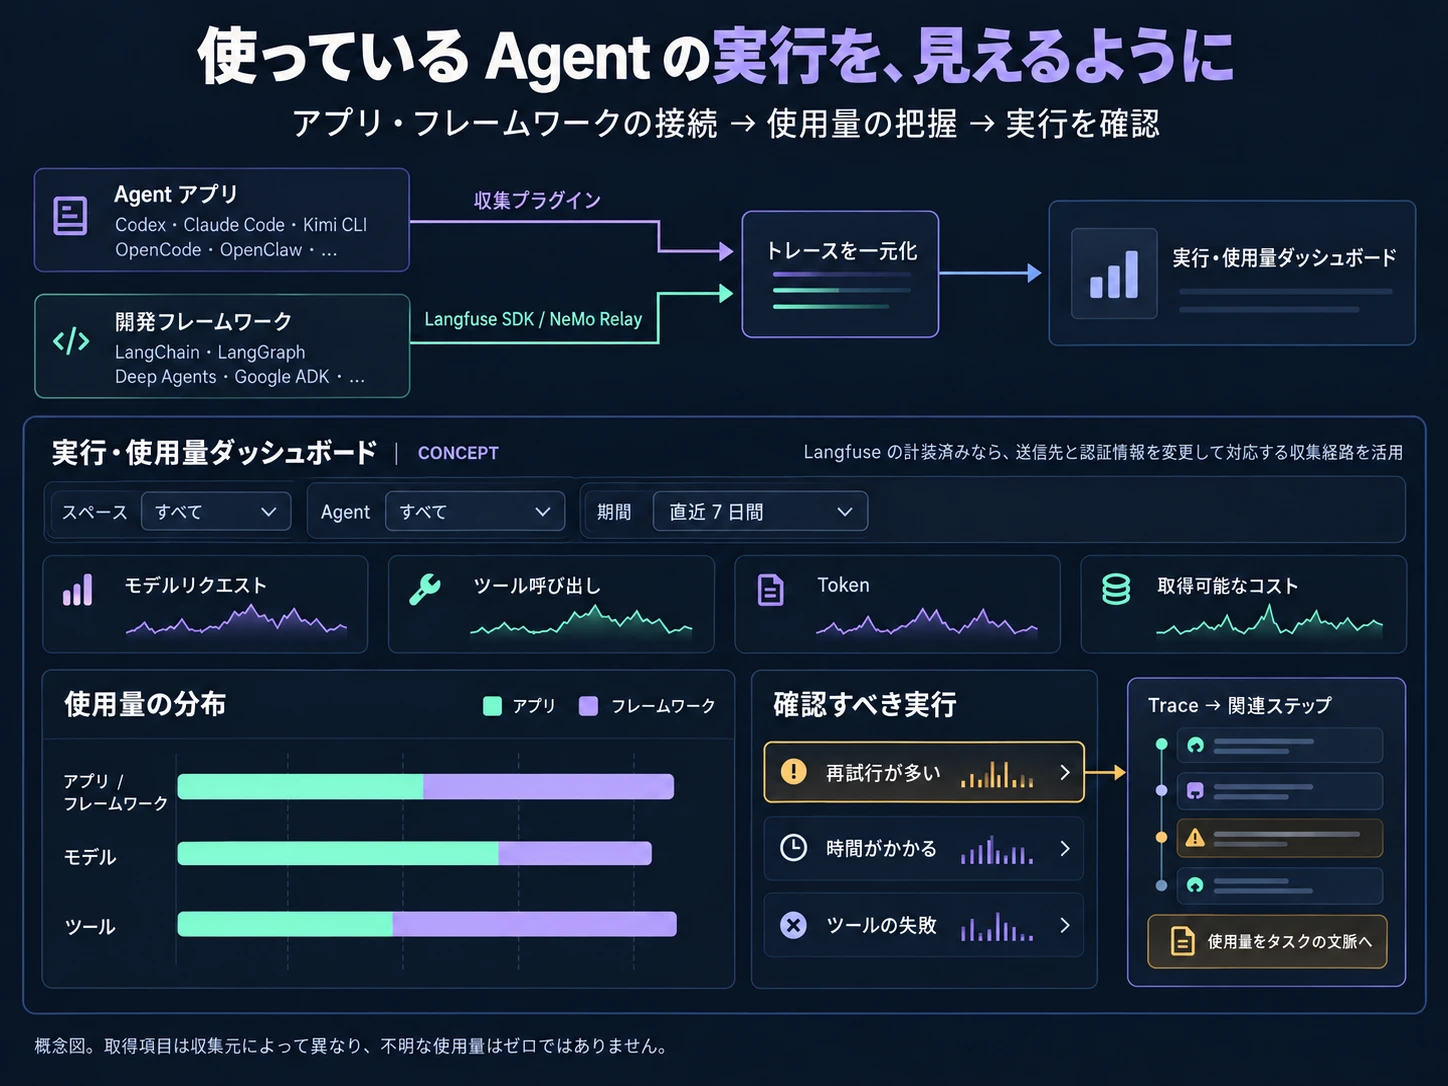 使っている Agent の実行を、見えるように
アプリ・フレームワークの接続 → 使用量の把握 → 実行を確認
Agent アプリ
Codex・Claude Code・Kimi CLI
OpenCode・OpenClaw・…
収集プラグイン
開発フレームワーク
LangChain・LangGraph
Deep Agents・Google ADK・…
Langfuse SDK / NeMo Relay
トレースを一元化
実行・使用量ダッシュボード
実行・使用量ダッシュボード | CONCEPT
Langfuse の計装済みなら、送信先と認証情報を変更して対応する収集経路を活用
スペース すべて
Agent すべて
期間 直近 7 日間
モデルリクエスト
ツール呼び出し
Token
取得可能なコスト
使用量の分布
アプリ
フレームワーク
アプリ /
フレームワーク
モデル
ツール
確認すべき実行
再試行が多い
時間がかかる
ツールの失敗
Trace → 関連ステップ
使用量をタスクの文脈へ
概念図。取得項目は収集元によって異なり、不明な使用量はゼロではありません。